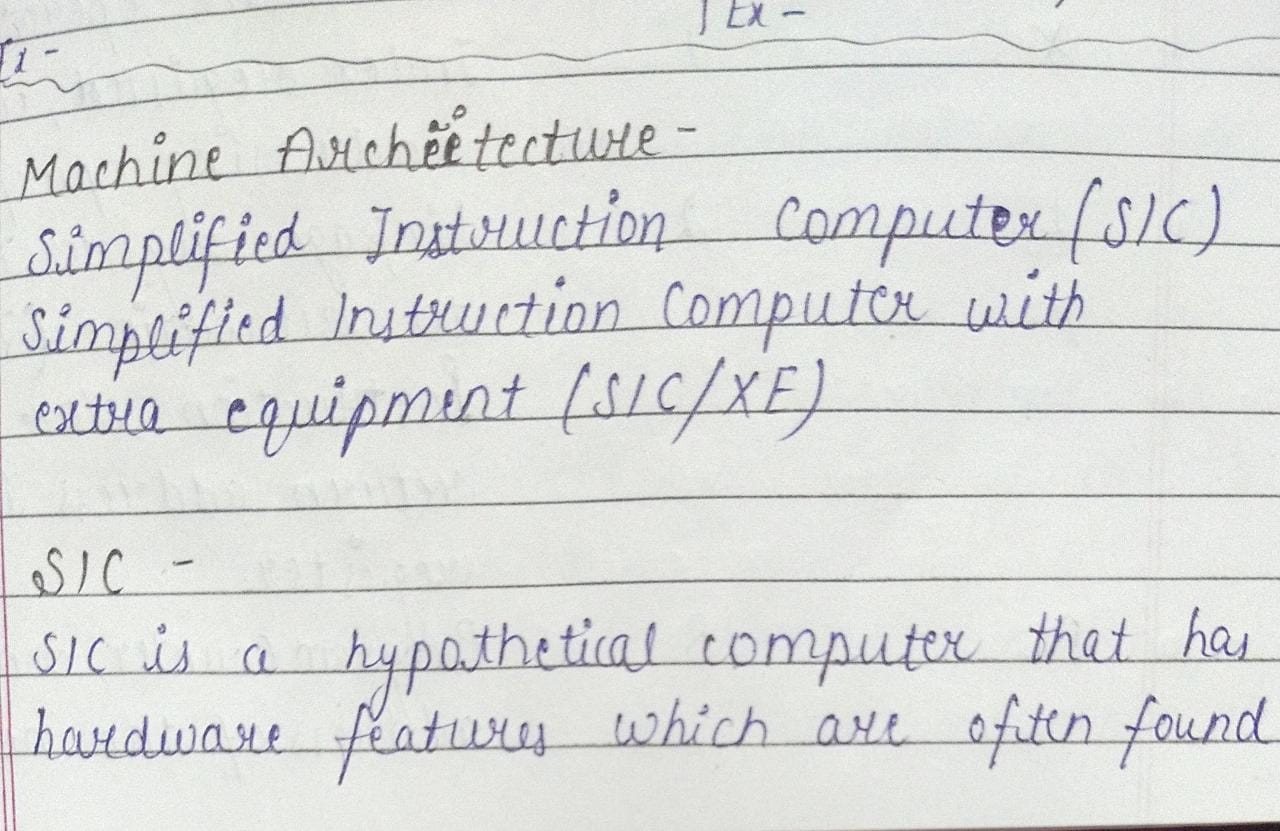 Ex -
Machine Archeetecture -
Simplified Instruction Computer (SIC)
Simplified Instruction Computer with
extra equipment (SIC/XE)
SIC -
SIC is a hypothetical computer that has
hardware features which are often found